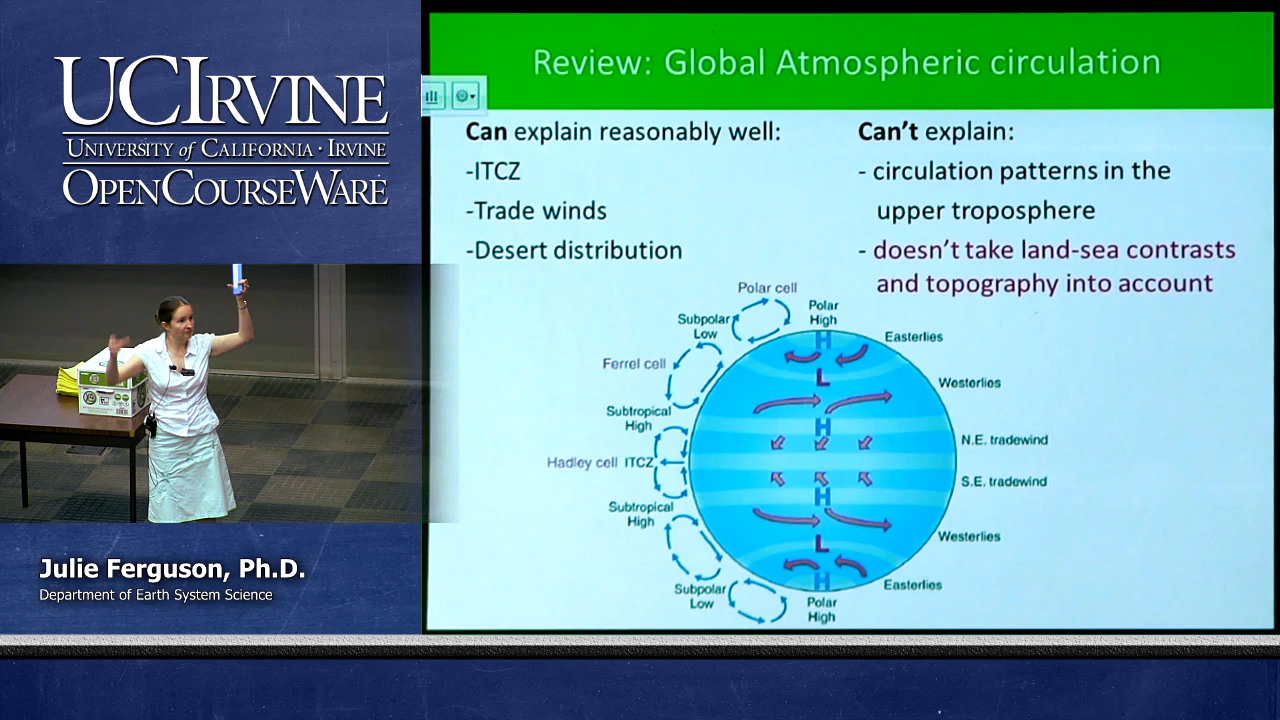 UCIRVINE
UNIVERSITY of CALIFORNIA · IRVINE
OPENCOURSEWARE
Julie Ferguson, Ph.D.
Department of Earth System Science
Review: Global Atmospheric circulation
Can explain reasonably well:
-ITCZ
-Trade winds
-Desert distribution
Can't explain:
- circulation patterns in the
upper troposphere
- doesn't take land-sea contrasts
and topography into account
Polar cell
Polar
High
Subpolar
Low
H
Easterlies
Ferrel cell
L
Westerlies
Subtropical
High
H
N.E. tradewind
Hadley cell ITCZ
S.E. tradewind
H
Subtropical
High
Westerlies
L
Subpolar
Low
H
Easterlies
Polar
High